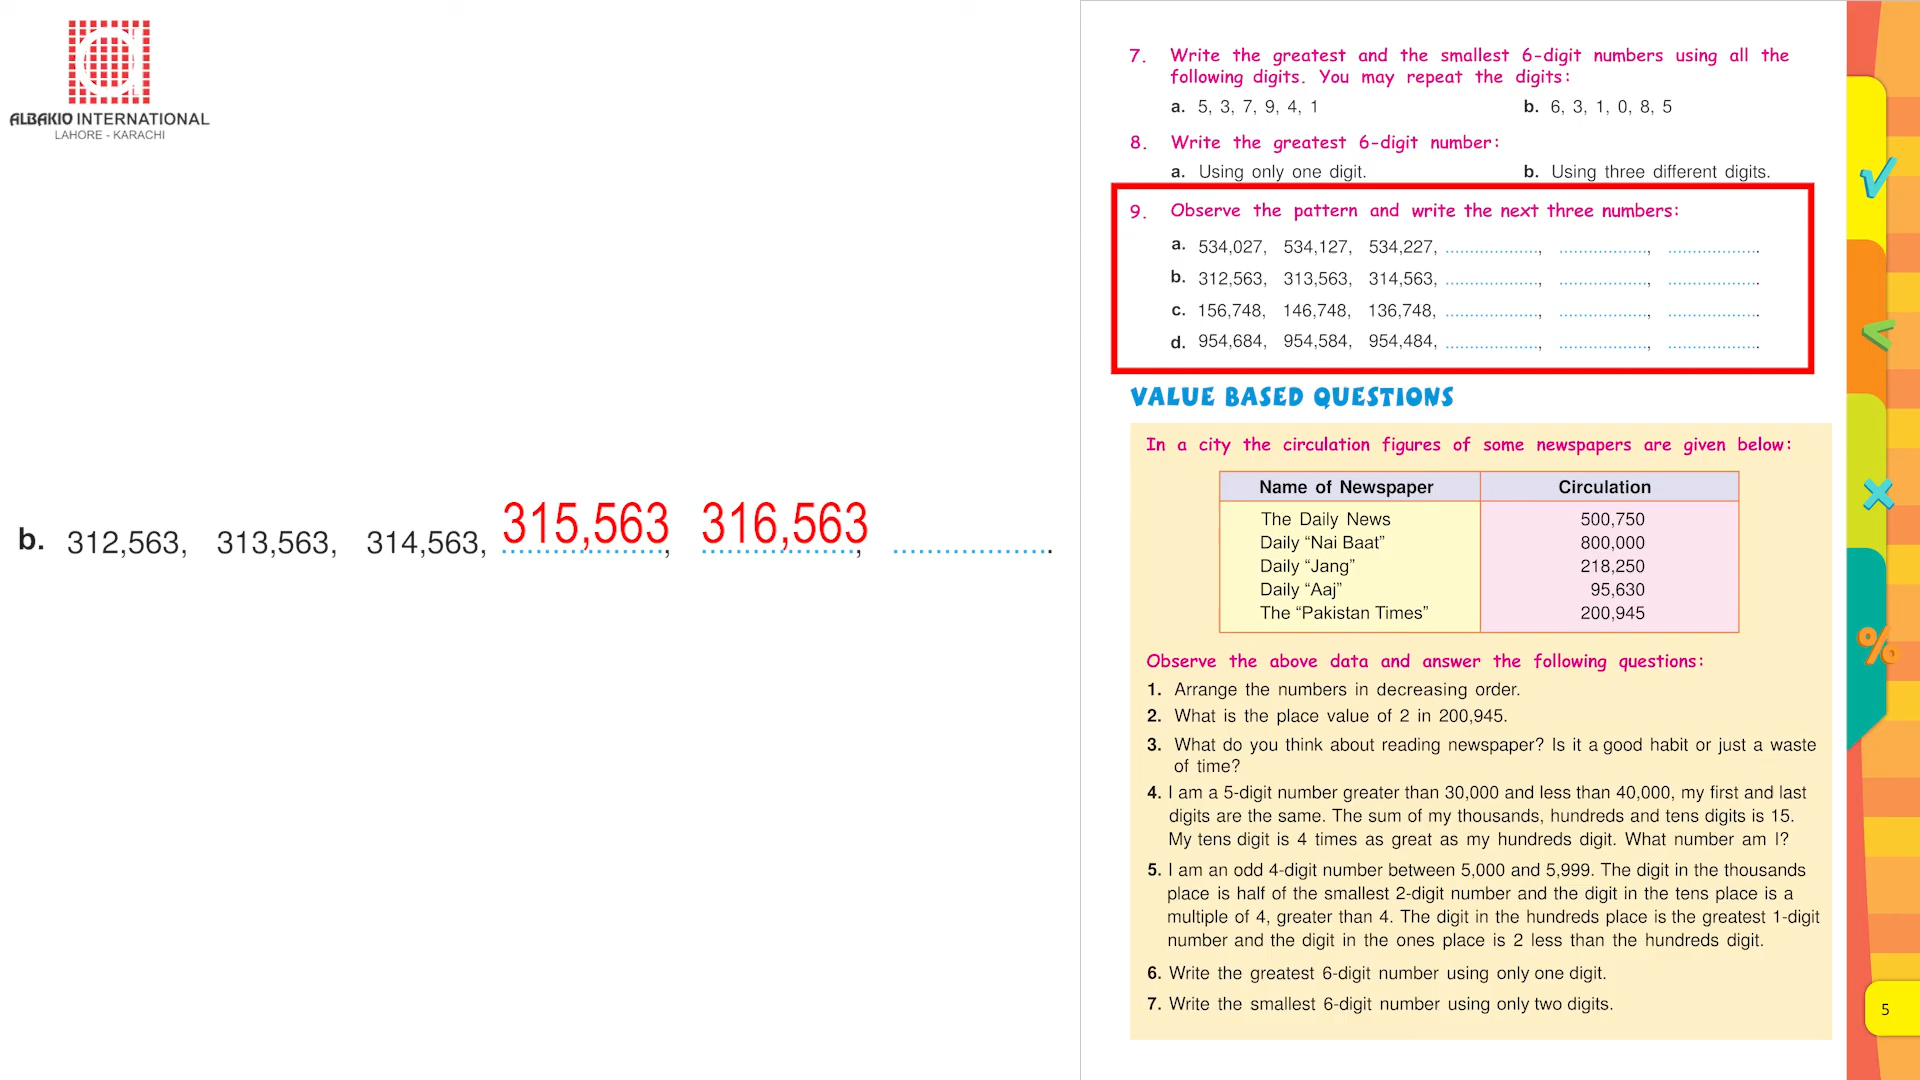 ALBAKIO INTERNATIONAL
LAHORE - KARACHI
b. 312,563, 313,563, 314,563, 315,563, 316,563, ....................
7. Write the greatest and the smallest 6-digit numbers using all the
following digits. You may repeat the digits:
a. 5, 3, 7, 9, 4, 1 b. 6, 3, 1, 0, 8, 5
8. Write the greatest 6-digit number:
a. Using only one digit. b. Using three different digits.
9. Observe the pattern and write the next three numbers:
a. 534,027, 534,127, 534,227, .................., .................., ..................
b. 312,563, 313,563, 314,563, .................., .................., ..................
c. 156,748, 146,748, 136,748, .................., .................., ..................
d. 954,684, 954,584, 954,484, .................., .................., ..................
VALUE BASED QUESTIONS
In a city the circulation figures of some newspapers are given below:
Name of Newspaper Circulation
The Daily News 500,750
Daily “Nai Baat” 800,000
Daily “Jang” 218,250
Daily “Aaj” 95,630
The “Pakistan Times” 200,945
Observe the above data and answer the following questions:
1. Arrange the numbers in decreasing order.
2. What is the place value of 2 in 200,945.
3. What do you think about reading newspaper? Is it a good habit or just a waste
of time?
4. I am a 5-digit number greater than 30,000 and less than 40,000, my first and last
digits are the same. The sum of my thousands, hundreds and tens digits is 15.
My tens digit is 4 times as great as my hundreds digit. What number am I?
5. I am an odd 4-digit number between 5,000 and 5,999. The digit in the thousands
place is half of the smallest 2-digit number and the digit in the tens place is a
multiple of 4, greater than 4. The digit in the hundreds place is the greatest 1-digit
number and the digit in the ones place is 2 less than the hundreds digit.
6. Write the greatest 6-digit number using only one digit.
7. Write the smallest 6-digit number using only two digits.
5